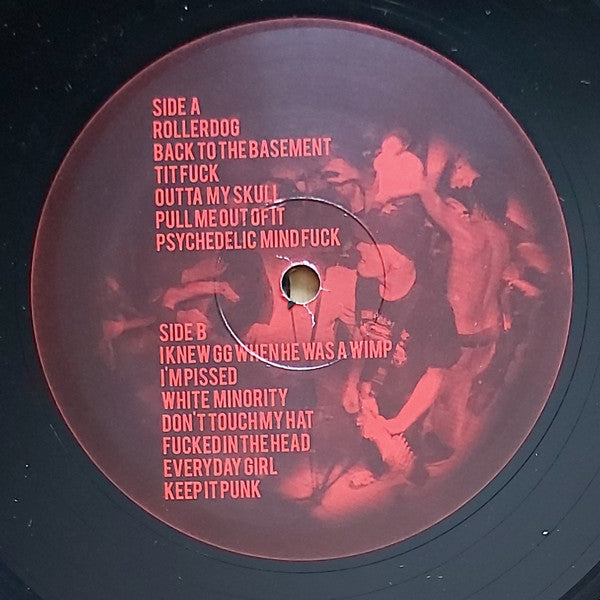 SIDE A
ROLLERDOG
BACK TO THE BASEMENT
TIT FUCK
OUTTA MY SKULL
PULL ME OUT OF IT
PSYCHEDELIC MIND FUCK
SIDE B
I KNEW GG WHEN HE WAS A WIMP
I'M PISSED
WHITE MINORITY
DON'T TOUCH MY HAT
FUCKED IN THE HEAD
EVERYDAY GIRL
KEEP IT PUNK